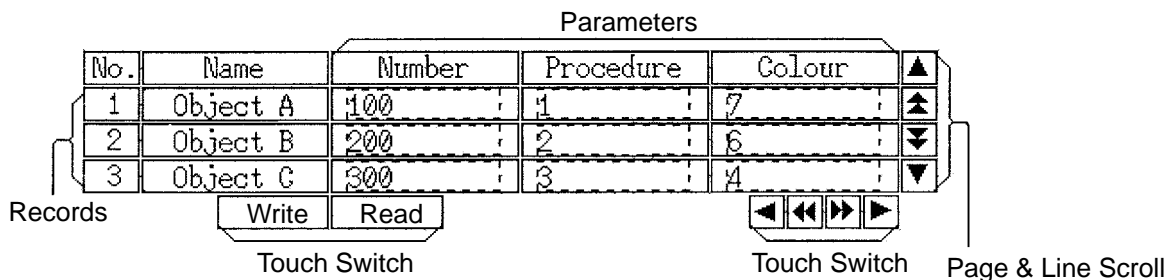 Parameters
No. Name Number Procedure Colour ▲
1 Object A 100 1 7
2 Object B 200 2 6
3 Object C 300 3 4 ▼
Records
Write Read ◀ ◀◀ ▶▶ ▶
Touch Switch Touch Switch Page & Line Scroll